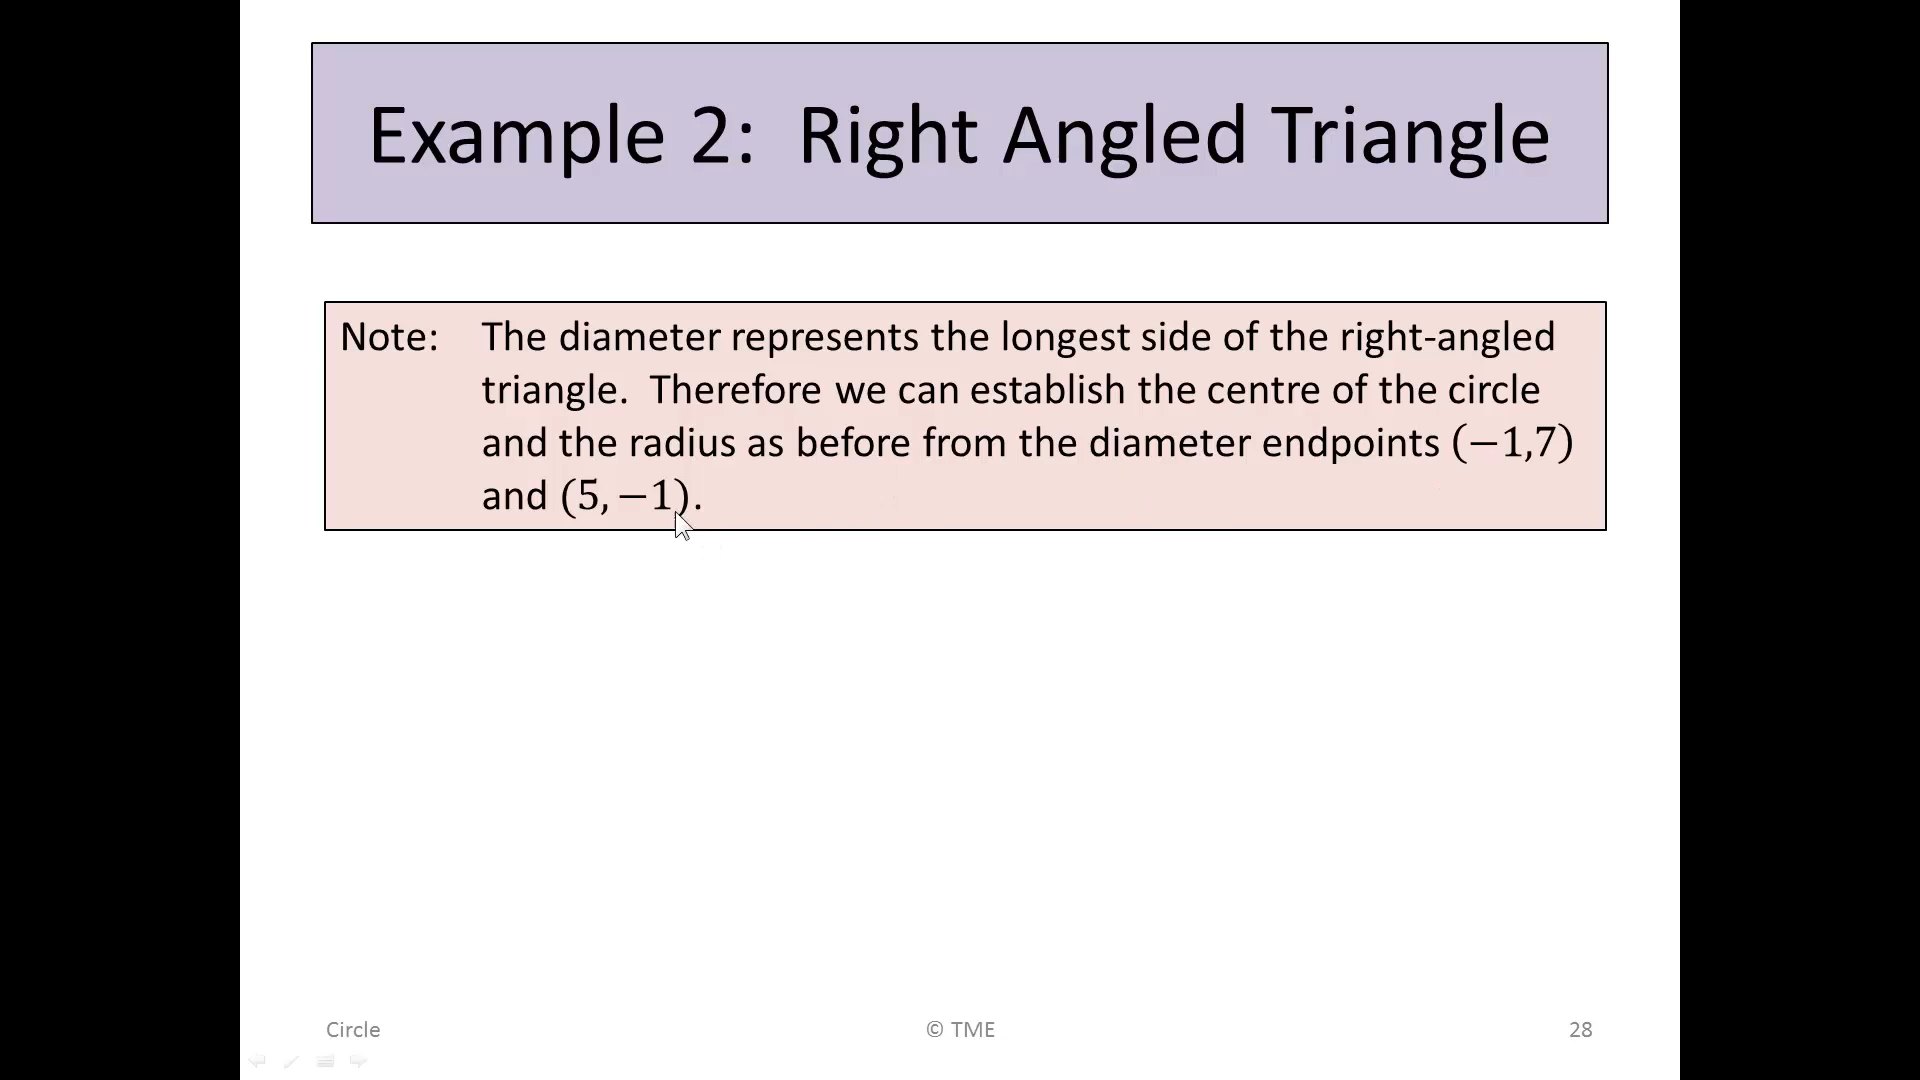 Example 2: Right Angled Triangle
Note: The diameter represents the longest side of the right-angled
triangle. Therefore we can establish the centre of the circle
and the radius as before from the diameter endpoints (−1,7)
and (5, −1).
Circle © TME 28